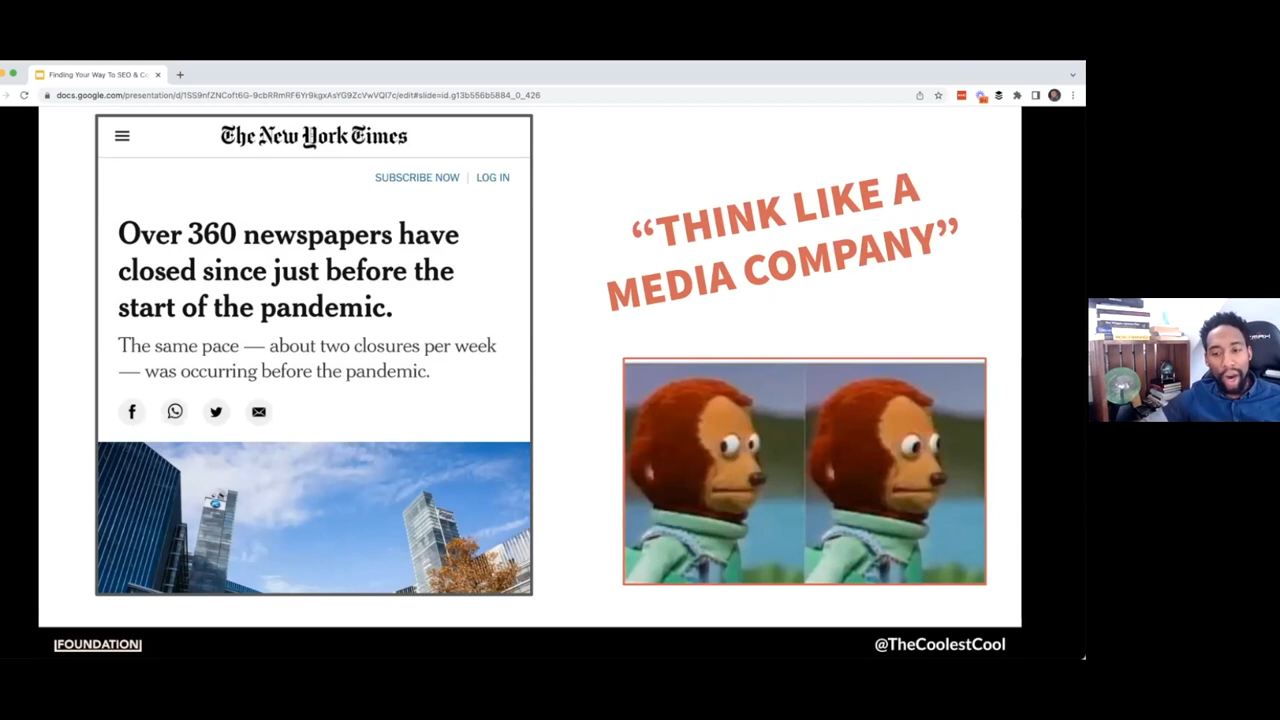 Finding Your Way To SEO & Co
docs.google.com/presentation/d/1SS9nfZNCoft6G-9cbRRmRF6Yr9kgxAsYG9ZcVwVQI7c/edit#slide=id.g13b556b5884_0_426
The New York Times
SUBSCRIBE NOW | LOG IN
Over 360 newspapers have
closed since just before the
start of the pandemic.
The same pace — about two closures per week
— was occurring before the pandemic.
“THINK LIKE A
MEDIA COMPANY”
|FOUNDATION|
@TheCoolestCool